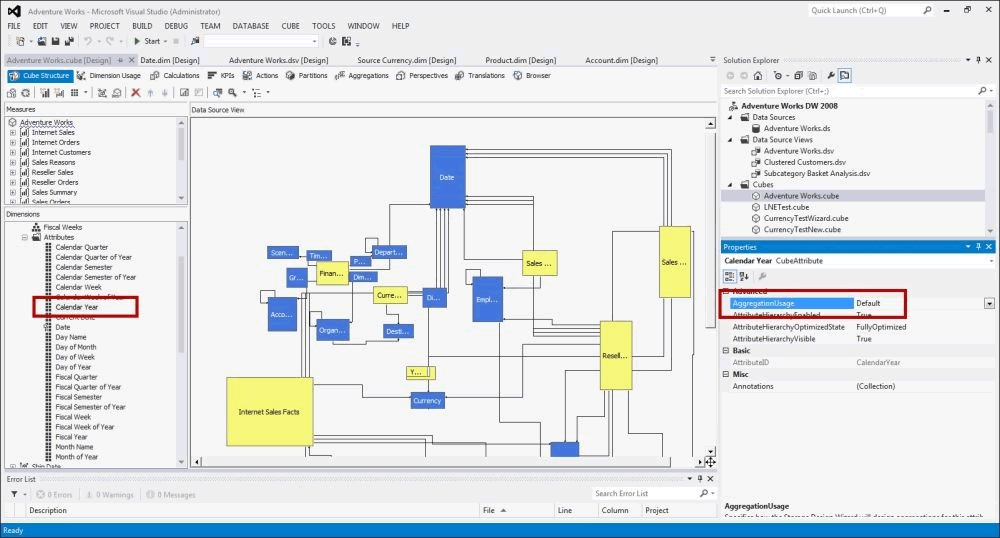 Adventure Works - Microsoft Visual Studio (Administrator)
Quick Launch (Ctrl+Q)
FILE EDIT VIEW PROJECT BUILD DEBUG TEAM DATABASE CUBE TOOLS WINDOW HELP
Start
Adventure Works.cube [Design] Date.dim [Design] Adventure Works.dsv [Design] Source Currency.dim [Design] Product.dim [Design] Account.dim [Design]
Cube Structure Dimension Usage Calculations KPIs Actions Partitions Aggregations Perspectives Translations Browser
Measures
Adventure Works
Internet Sales
Internet Orders
Internet Customers
Sales Reasons
Reseller Sales
Reseller Orders
Sales Summary
Sales Orders
Dimensions
Fiscal Weeks
Attributes
Calendar Quarter
Calendar Quarter of Year
Calendar Semester
Calendar Semester of Year
Calendar Week
Calendar Week of Year
Calendar Year
Current Date
Date
Day Name
Day of Month
Day of Week
Day of Year
Fiscal Quarter
Fiscal Quarter of Year
Fiscal Semester
Fiscal Semester of Year
Fiscal Week
Fiscal Week of Year
Fiscal Year
Month Name
Month of Year
Ship Date
Data Source View
Date
Scen...
Tim...
Depart...
P...
Gr...
Finan...
Dim...
Sales ...
Sales ...
Acco...
Curre...
Di...
Empl...
Organ...
Desti...
Resell...
Y...
Currency
Internet Sales Facts
Solution Explorer
Search Solution Explorer (Ctrl+;)
Adventure Works DW 2008
Data Sources
Adventure Works.ds
Data Source Views
Adventure Works.dsv
Clustered Customers.dsv
Subcategory Basket Analysis.dsv
Cubes
Adventure Works.cube
LNETest.cube
CurrencyTestWizard.cube
CurrencyTestNew.cube
Properties
Calendar Year CubeAttribute
Advanced
AggregationUsage Default
AttributeHierarchyEnabled True
AttributeHierarchyOptimizedState FullyOptimized
AttributeHierarchyVisible True
Basic
AttributeID CalendarYear
Misc
Annotations (Collection)
AggregationUsage
Error List
0 Errors 0 Warnings 0 Messages
Search Error List
Description File Line Column Project
Ready